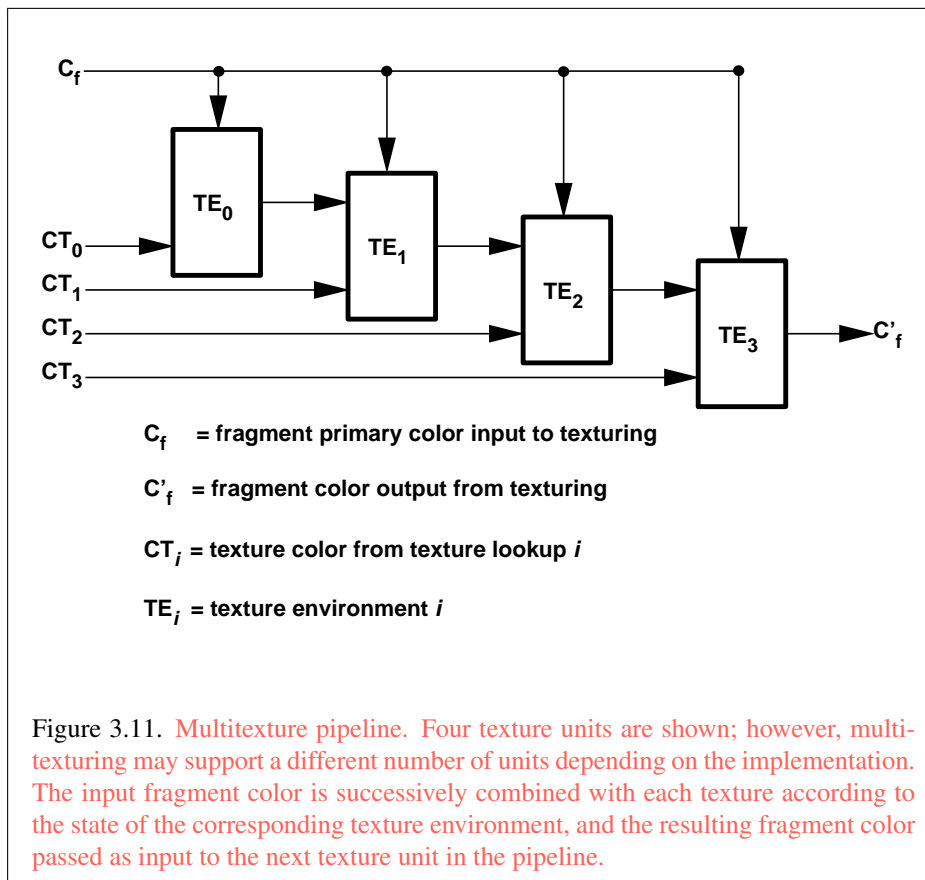 C_f
TE_0
CT_0
TE_1
CT_1
TE_2
CT_2
TE_3
C'_f
CT_3
C_f = fragment primary color input to texturing
C'_f = fragment color output from texturing
CT_i = texture color from texture lookup i
TE_i = texture environment i
Figure 3.11. Multitexture pipeline. Four texture units are shown; however, multi-
texturing may support a different number of units depending on the implementation.
The input fragment color is successively combined with each texture according to
the state of the corresponding texture environment, and the resulting fragment color
passed as input to the next texture unit in the pipeline.